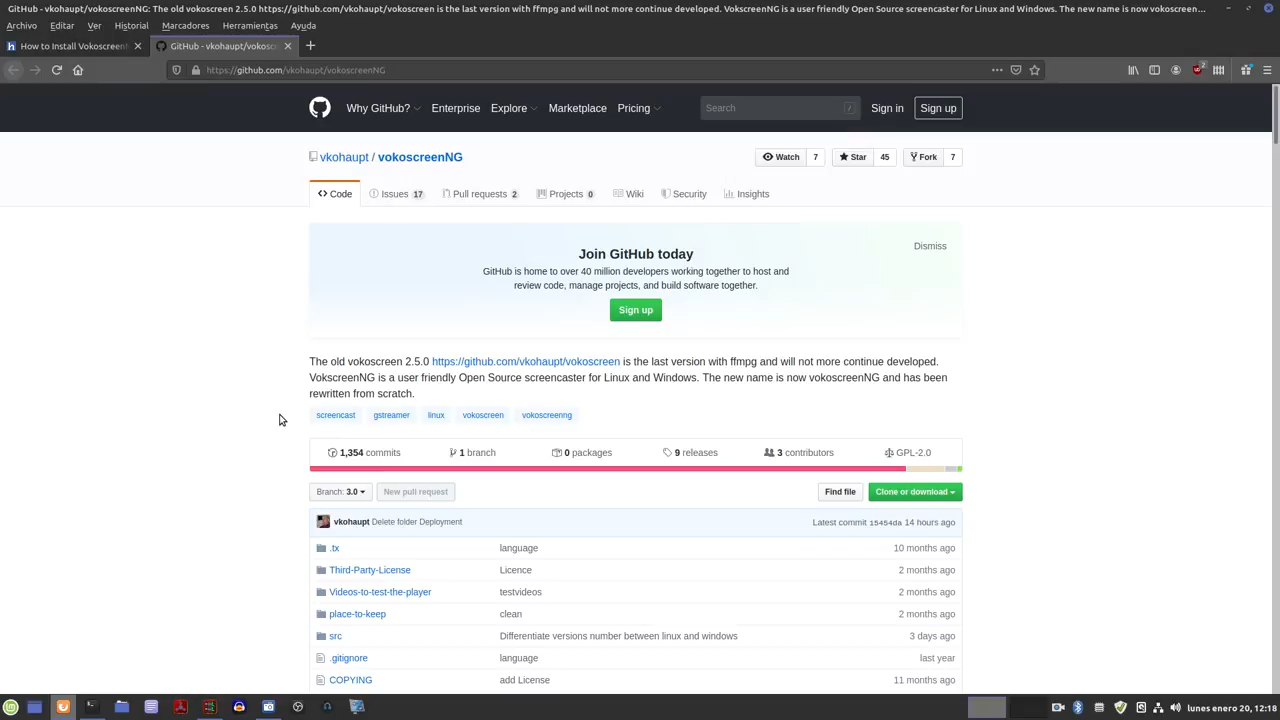 GitHub - vkohaupt/vokoscreenNG: The old vokoscreen 2.5.0 https://github.com/vkohaupt/vokoscreen is the last version with ffmpg and will not more continue developed. VokscreenNG is a user friendly Open Source screencaster for Linux and Windows. The new name is now vokoscreen…
Archivo Editar Ver Historial Marcadores Herramientas Ayuda
How to Install Vokoscreen
GitHub - vkohaupt/vokosc
https://github.com/vkohaupt/vokoscreenNG
2
Why GitHub? Enterprise Explore Marketplace Pricing Search / Sign in Sign up
vkohaupt / vokoscreenNG
Watch 7 Star 45 Fork 7
Code Issues 17 Pull requests 2 Projects 0 Wiki Security Insights
Dismiss
Join GitHub today
GitHub is home to over 40 million developers working together to host and
review code, manage projects, and build software together.
Sign up
The old vokoscreen 2.5.0 https://github.com/vkohaupt/vokoscreen is the last version with ffmpg and will not more continue developed.
VokscreenNG is a user friendly Open Source screencaster for Linux and Windows. The new name is now vokoscreenNG and has been
rewritten from scratch.
screencast gstreamer linux vokoscreen vokoscreenng
1,354 commits 1 branch 0 packages 9 releases 3 contributors GPL-2.0
Branch: 3.0 New pull request Find file Clone or download
vkohaupt Delete folder Deployment Latest commit 15454da 14 hours ago
.tx language 10 months ago
Third-Party-License Licence 2 months ago
Videos-to-test-the-player testvideos 2 months ago
place-to-keep clean 2 months ago
src Differentiate versions number between linux and windows 3 days ago
.gitignore language last year
COPYING add License 11 months ago
lunes enero 20, 12:18